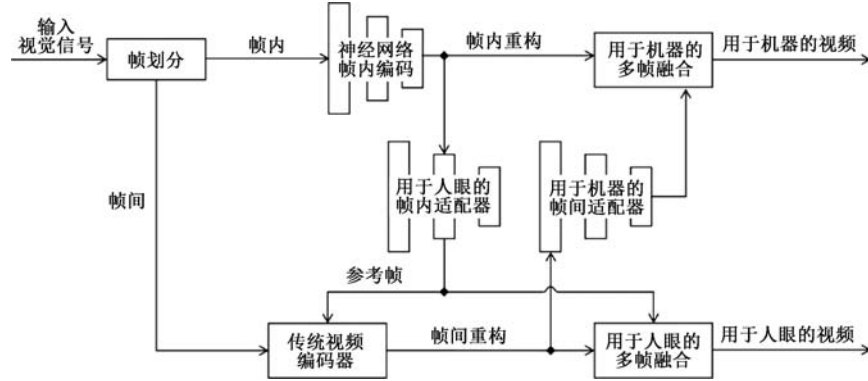 输入
视觉信号
帧划分
帧内
神经网络
帧内编码
帧内重构
用于机器的
多帧融合
用于机器的视频
帧间
用于人眼的
帧内适配器
用于机器的
帧间适配器
参考帧
传统视频
编码器
帧间重构
用于人眼的
多帧融合
用于人眼的视频